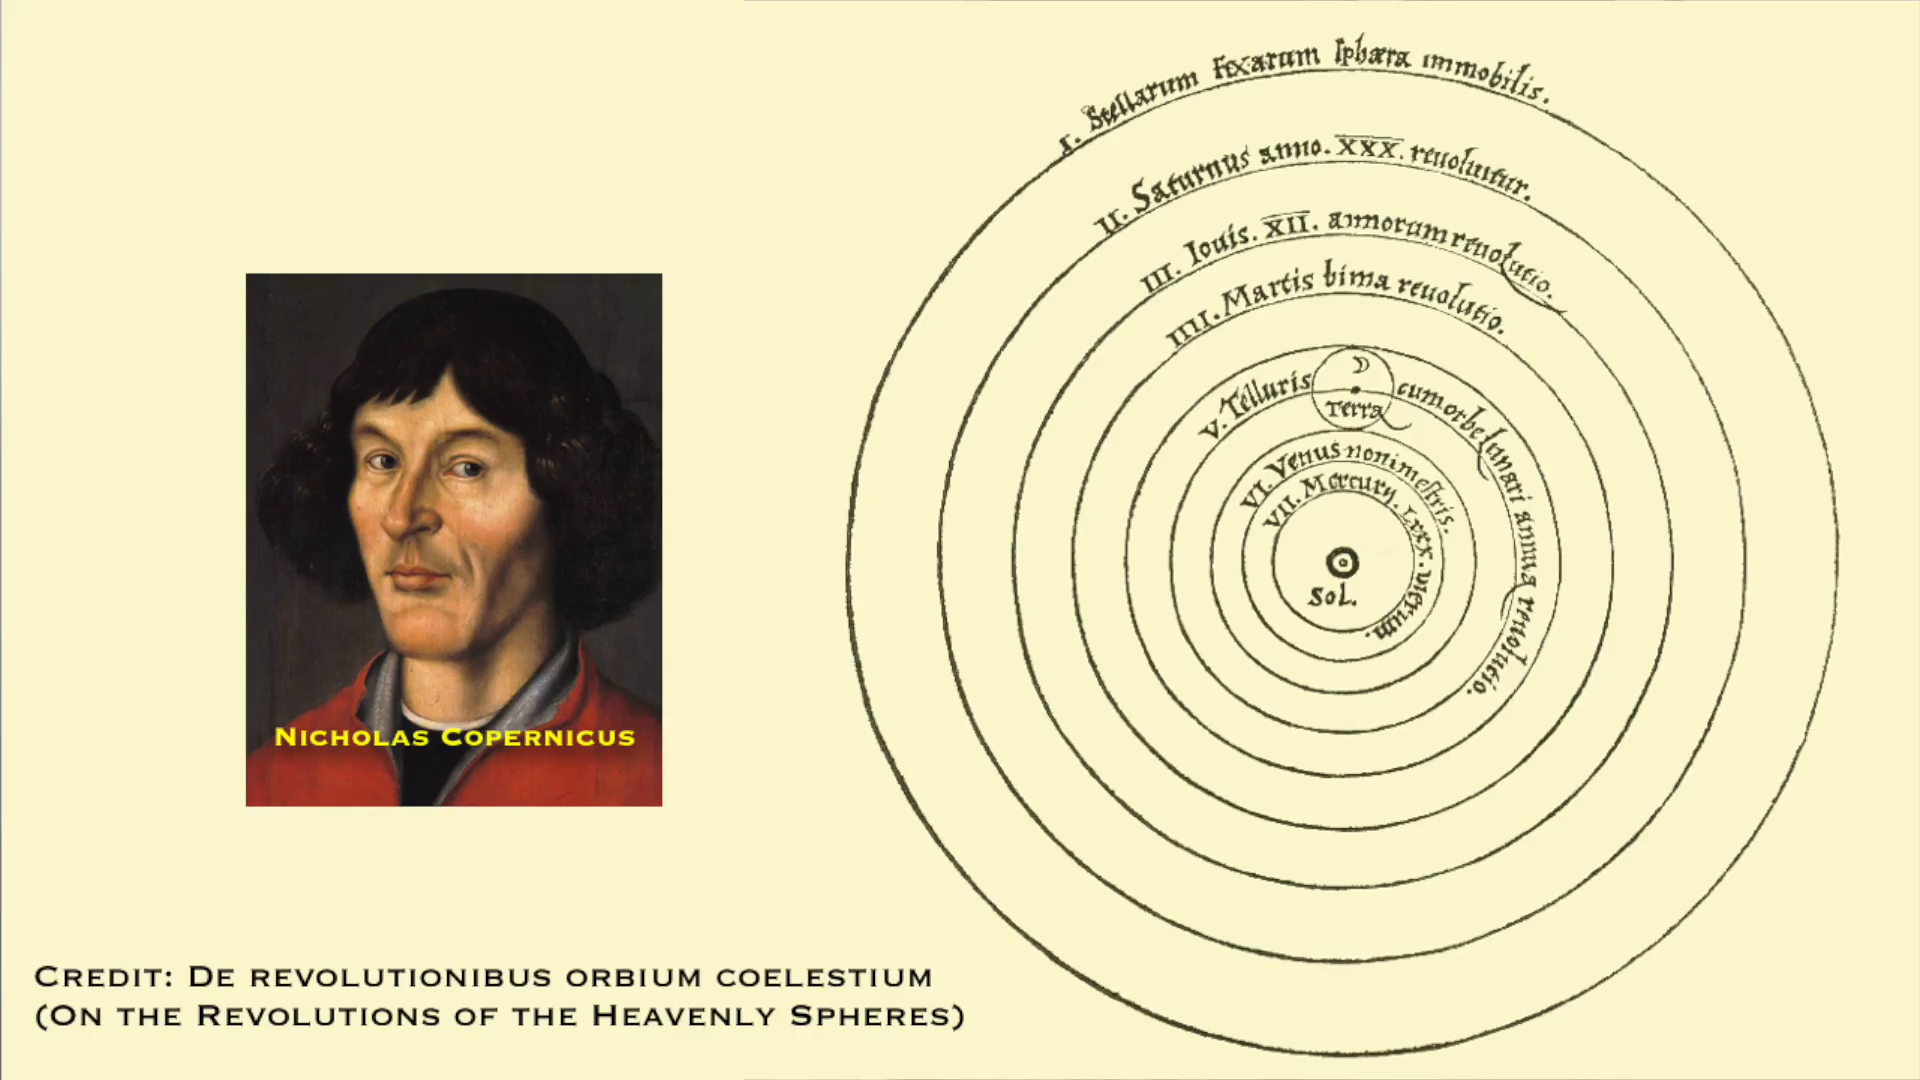 1. Stellarum Fixarum sphæra immobilis.
II. Saturnus anno. XXX. reuoluitur.
III. Iouis. XII. annorum reuolutio.
IIII. Martis bima reuolutio.
V. Telluris cum orbe lunari annua reuolutio.
Terra
VI. Venus nonimestris.
VII. Mercurij. LXXX. dierum.
Sol.
NICHOLAS COPERNICUS
CREDIT: DE REVOLUTIONIBUS ORBIUM COELESTIUM
(ON THE REVOLUTIONS OF THE HEAVENLY SPHERES)